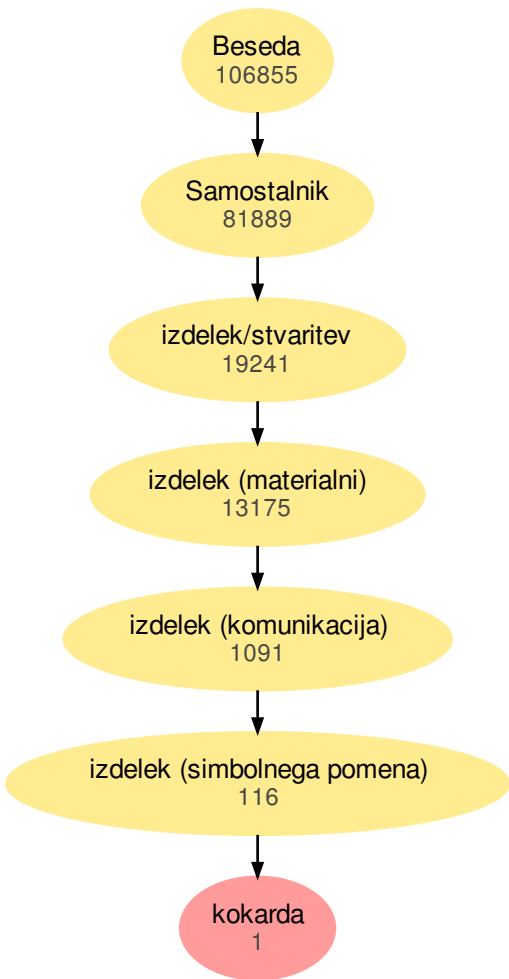 Beseda
106855
Samostalnik
81889
izdelek/stvaritev
19241
izdelek (materialni)
13175
izdelek (komunikacija)
1091
izdelek (simbolnega pomena)
116
kokarda
1